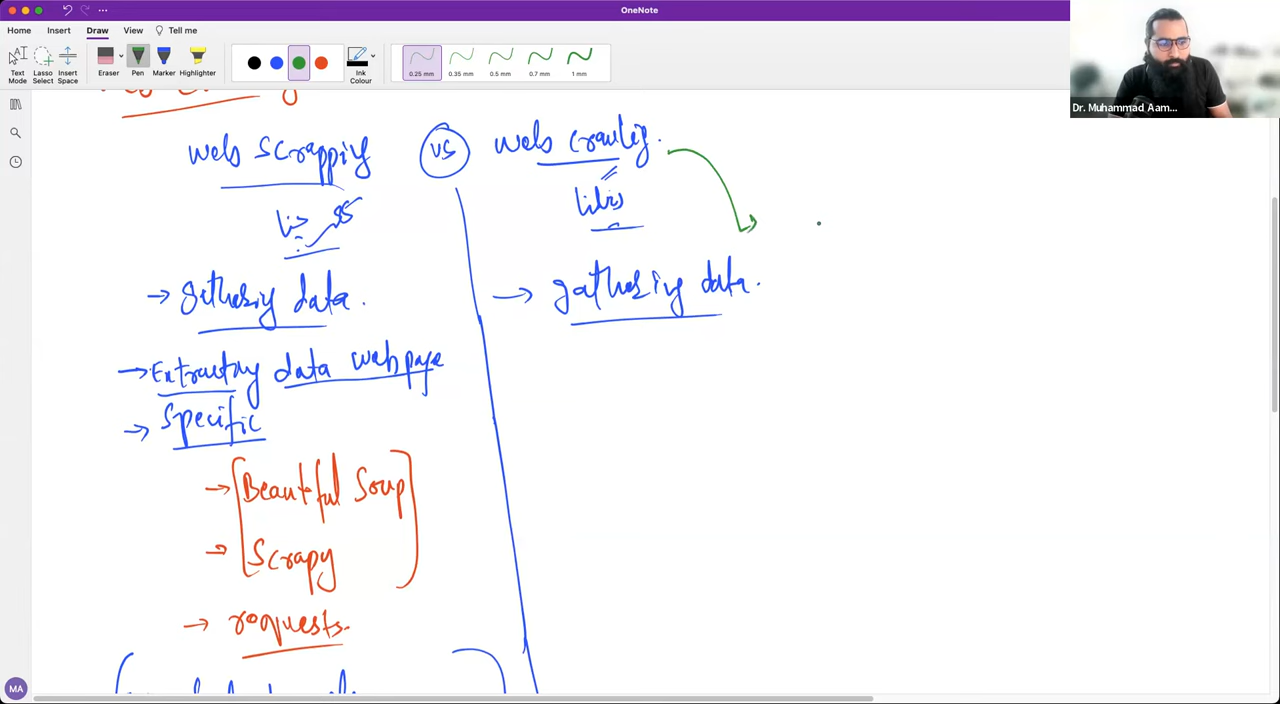 OneNote
Home Insert Draw View Tell me
Text Mode
Lasso Select
Insert Space
Eraser
Pen
Marker
Highlighter
Ink Colour
0.25 mm
0.35 mm
0.5 mm
0.7 mm
1 mm
Dr. Muhammad Aam...
web Scrapping VS web crawlig.
→ gathering data. → gathering data.
→ Extracting data webpage
→ Specific
→ Beautiful Soup
→ Scrapy
→ requests.
MA